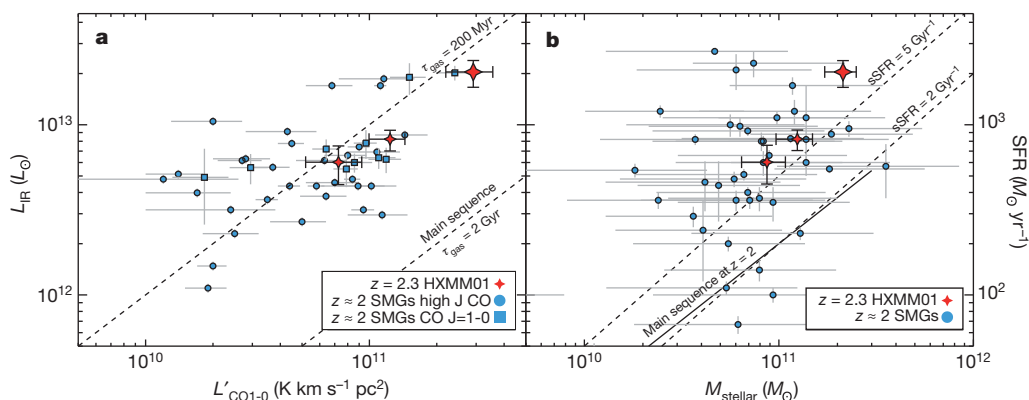 a
τgas = 200 Myr
Main sequence
τgas = 2 Gyr
z = 2.3 HXMM01
z ≈ 2 SMGs high J CO
z ≈ 2 SMGs CO J=1-0
10¹³
10¹²
LIR (L⊙)
10¹⁰
10¹¹
L′CO1-0 (K km s⁻¹ pc²)
b
sSFR = 5 Gyr⁻¹
sSFR = 2 Gyr⁻¹
Main sequence at z = 2
z = 2.3 HXMM01
z ≈ 2 SMGs
10³
10²
SFR (M⊙ yr⁻¹)
10¹⁰
10¹¹
10¹²
Mstellar (M⊙)